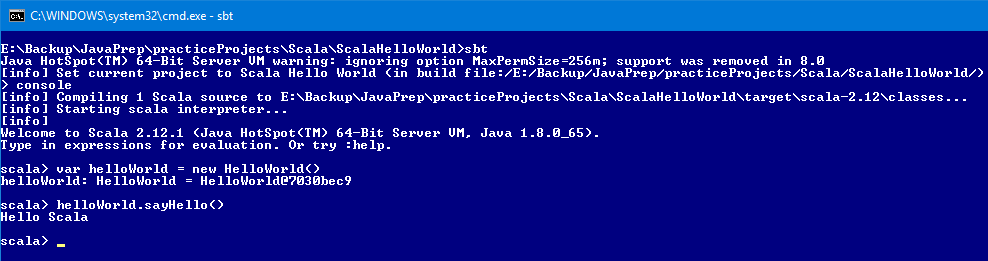 C:\WINDOWS\system32\cmd.exe - sbt
E:\Backup\JavaPrep\practiceProjects\Scala\ScalaHelloWorld>sbt
Java HotSpot(TM) 64-Bit Server VM warning: ignoring option MaxPermSize=256m; support was removed in 8.0
[info] Set current project to Scala Hello World (in build file:/E:/Backup/JavaPrep/practiceProjects/Scala/ScalaHelloWorld/)
> console
[info] Compiling 1 Scala source to E:\Backup\JavaPrep\practiceProjects\Scala\ScalaHelloWorld\target\scala-2.12\classes...
[info] Starting scala interpreter...
[info]
Welcome to Scala 2.12.1 (Java HotSpot(TM) 64-Bit Server VM, Java 1.8.0_65).
Type in expressions for evaluation. Or try :help.
scala> var helloWorld = new HelloWorld()
helloWorld: HelloWorld = HelloWorld@7030bec9
scala> helloWorld.sayHello()
Hello Scala
scala> _